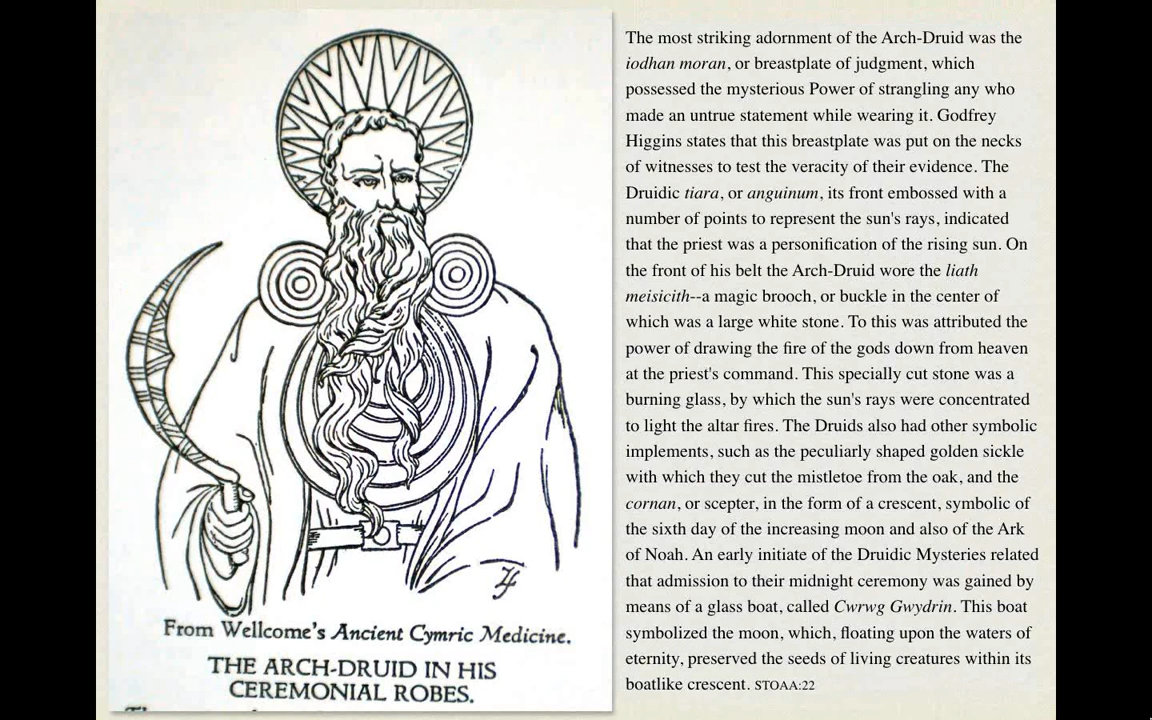 From Wellcome's Ancient Cymric Medicine.
THE ARCH-DRUID IN HIS
CEREMONIAL ROBES.
The most striking adornment of the Arch-Druid was the
iodhan moran, or breastplate of judgment, which
possessed the mysterious Power of strangling any who
made an untrue statement while wearing it. Godfrey
Higgins states that this breastplate was put on the necks
of witnesses to test the veracity of their evidence. The
Druidic tiara, or anguinum, its front embossed with a
number of points to represent the sun's rays, indicated
that the priest was a personification of the rising sun. On
the front of his belt the Arch-Druid wore the liath
meisicith--a magic brooch, or buckle in the center of
which was a large white stone. To this was attributed the
power of drawing the fire of the gods down from heaven
at the priest's command. This specially cut stone was a
burning glass, by which the sun's rays were concentrated
to light the altar fires. The Druids also had other symbolic
implements, such as the peculiarly shaped golden sickle
with which they cut the mistletoe from the oak, and the
cornan, or scepter, in the form of a crescent, symbolic of
the sixth day of the increasing moon and also of the Ark
of Noah. An early initiate of the Druidic Mysteries related
that admission to their midnight ceremony was gained by
means of a glass boat, called Cwrwg Gwydrin. This boat
symbolized the moon, which, floating upon the waters of
eternity, preserved the seeds of living creatures within its
boatlike crescent. STOAA:22